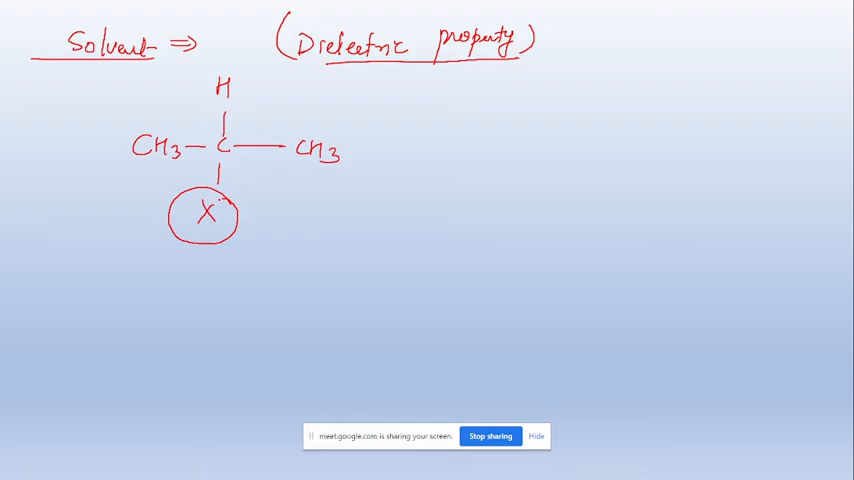 Solvent ⇒ (Dielectric property)
H
CH3 — C — CH3
X
meet.google.com is sharing your screen. Stop sharing Hide